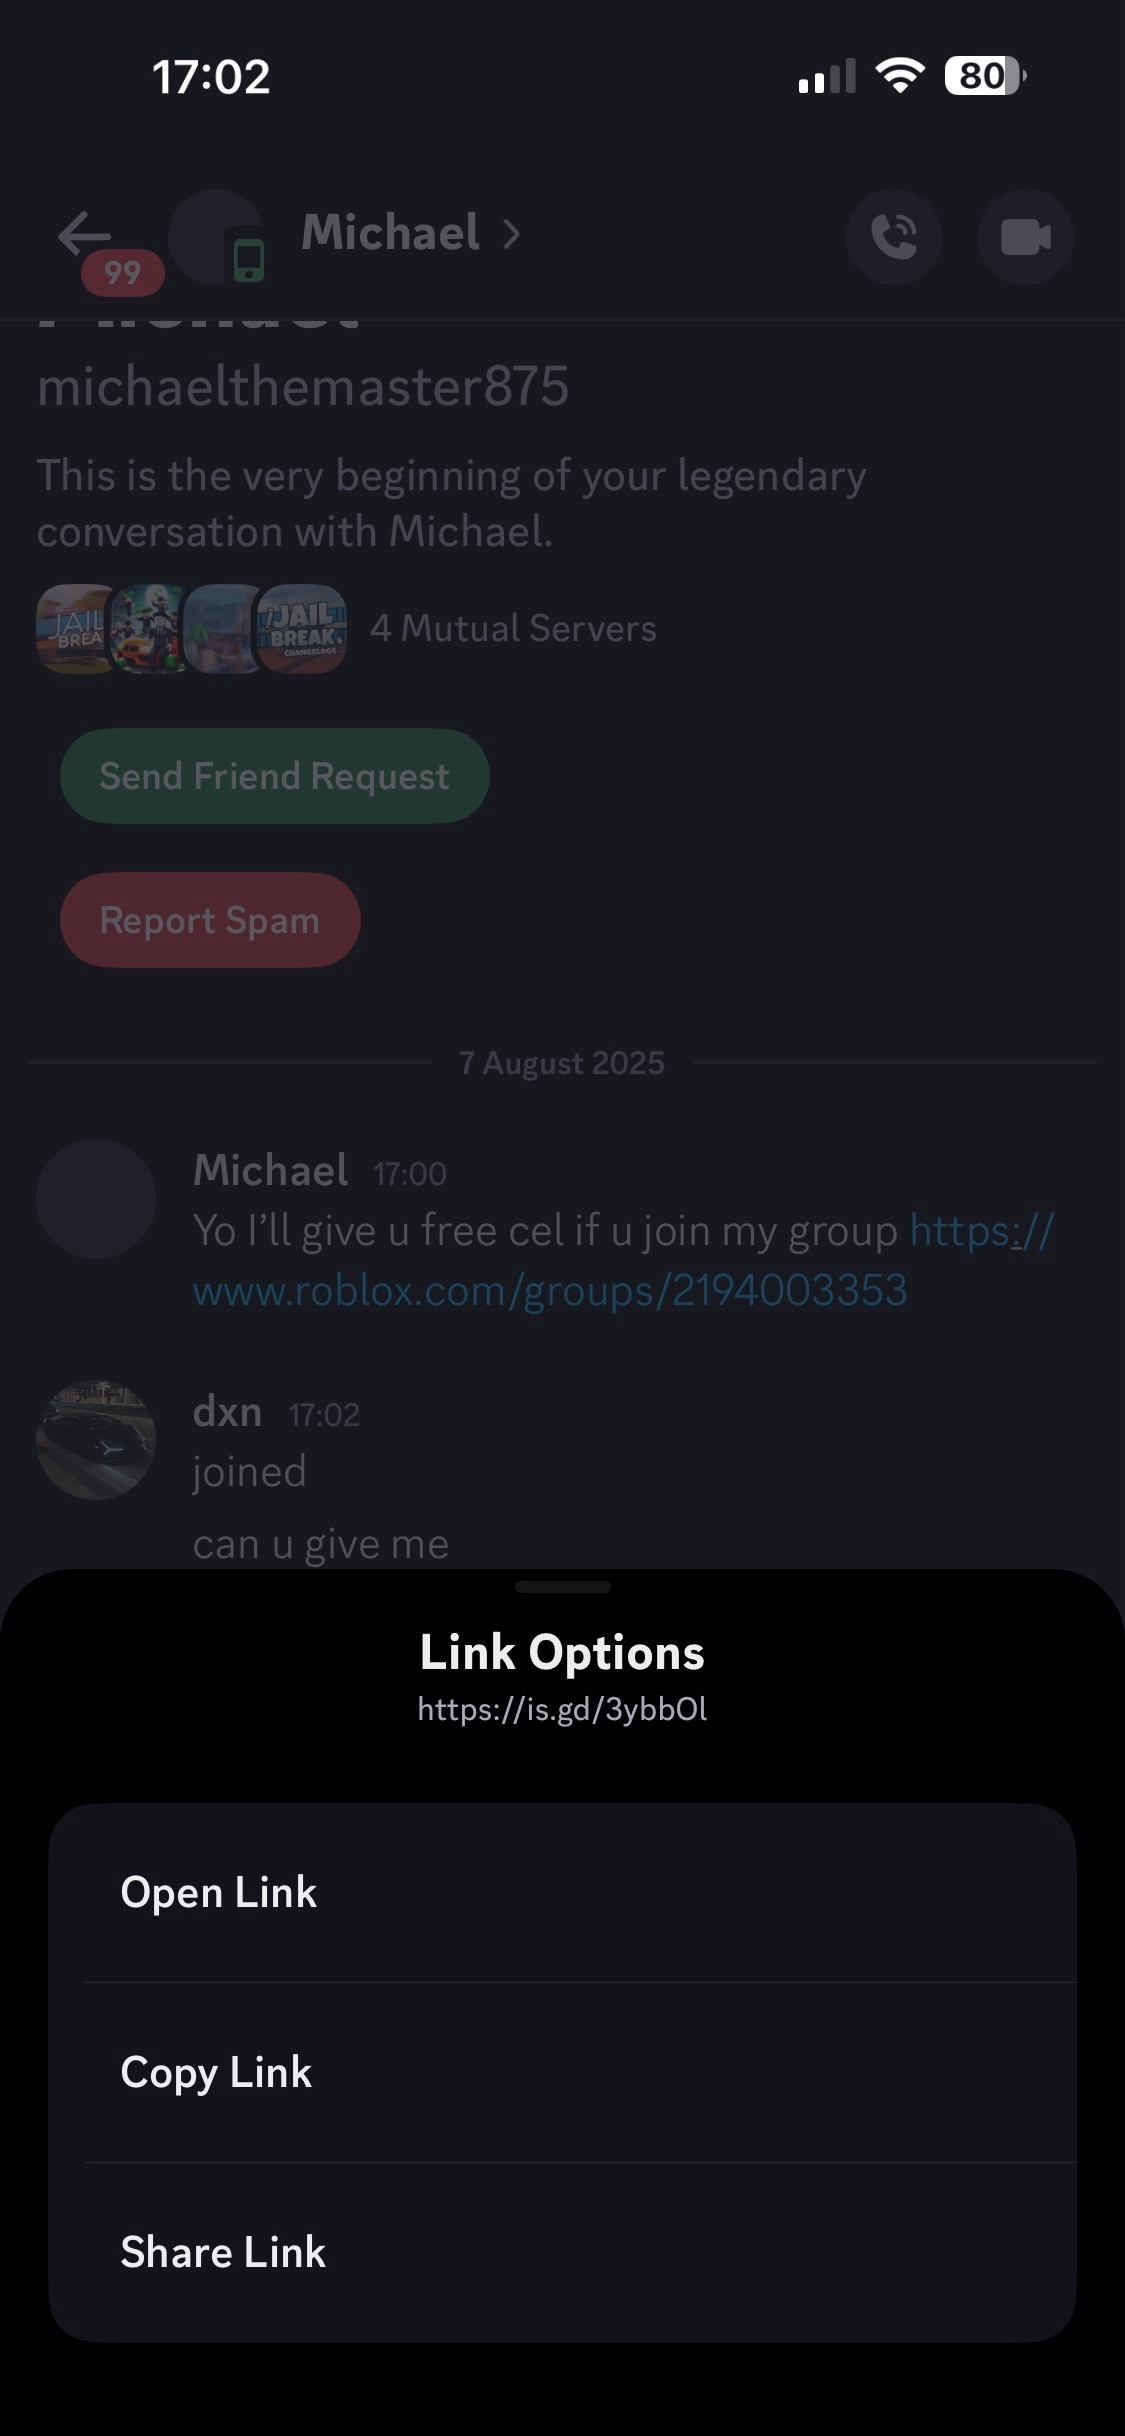 17:02
80
99
Michael
michaelthemaster875
This is the very beginning of your legendary
conversation with Michael.
JAIL
BREA
JAIL
BREAK
CHANGELOGS
4 Mutual Servers
Send Friend Request
Report Spam
7 August 2025
Michael 17:00
Yo I’ll give u free cel if u join my group https://
www.roblox.com/groups/2194003353
dxn 17:02
joined
can u give me
Link Options
https://is.gd/3ybbOl
Open Link
Copy Link
Share Link